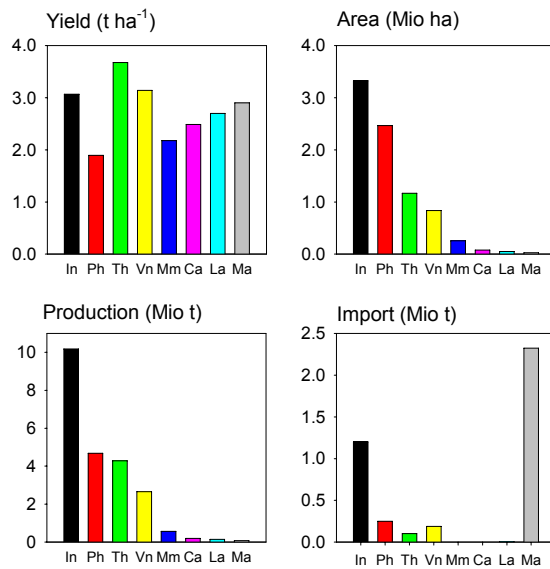 Yield (t ha⁻¹)
4.0
3.0
2.0
1.0
0.0
In Ph Th Vn Mm Ca La Ma
Area (Mio ha)
4.0
3.0
2.0
1.0
0.0
In Ph Th Vn Mm Ca La Ma
Production (Mio t)
10
8
6
4
2
0
In Ph Th Vn Mm Ca La Ma
Import (Mio t)
2.5
2.0
1.5
1.0
0.5
0.0
In Ph Th Vn Mm Ca La Ma